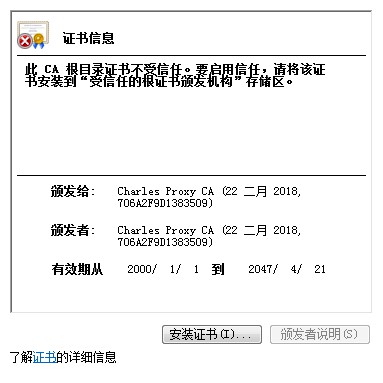 证书信息
此 CA 根目录证书不受信任。要启用信任，请将该证
书安装到“受信任的根证书颁发机构”存储区。
颁发给： Charles Proxy CA (22 二月 2018,
706A2F9D1383509)
颁发者： Charles Proxy CA (22 二月 2018,
706A2F9D1383509)
有效期从 2000/ 1/ 1 到 2047/ 4/ 21
安装证书(I)... 颁发者说明(S)
了解证书的详细信息